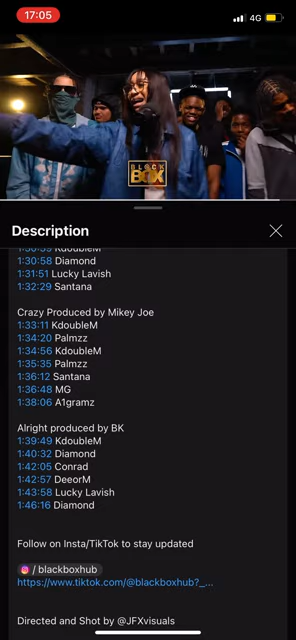 17:05
4G
BLACK
BOX
Description
1:30:39 KdoubleM
1:30:58 Diamond
1:31:51 Lucky Lavish
1:32:29 Santana
Crazy Produced by Mikey Joe
1:33:11 KdoubleM
1:34:20 Palmzz
1:34:56 KdoubleM
1:35:35 Palmzz
1:36:12 Santana
1:36:48 MG
1:38:06 A1gramz
Alright produced by BK
1:39:49 KdoubleM
1:40:32 Diamond
1:42:05 Conrad
1:42:57 DeeorM
1:43:58 Lucky Lavish
1:46:16 Diamond
Follow on Insta/TikTok to stay updated
/ blackboxhub
https://www.tiktok.com/@blackboxhub?_...
Directed and Shot by @JFXvisuals